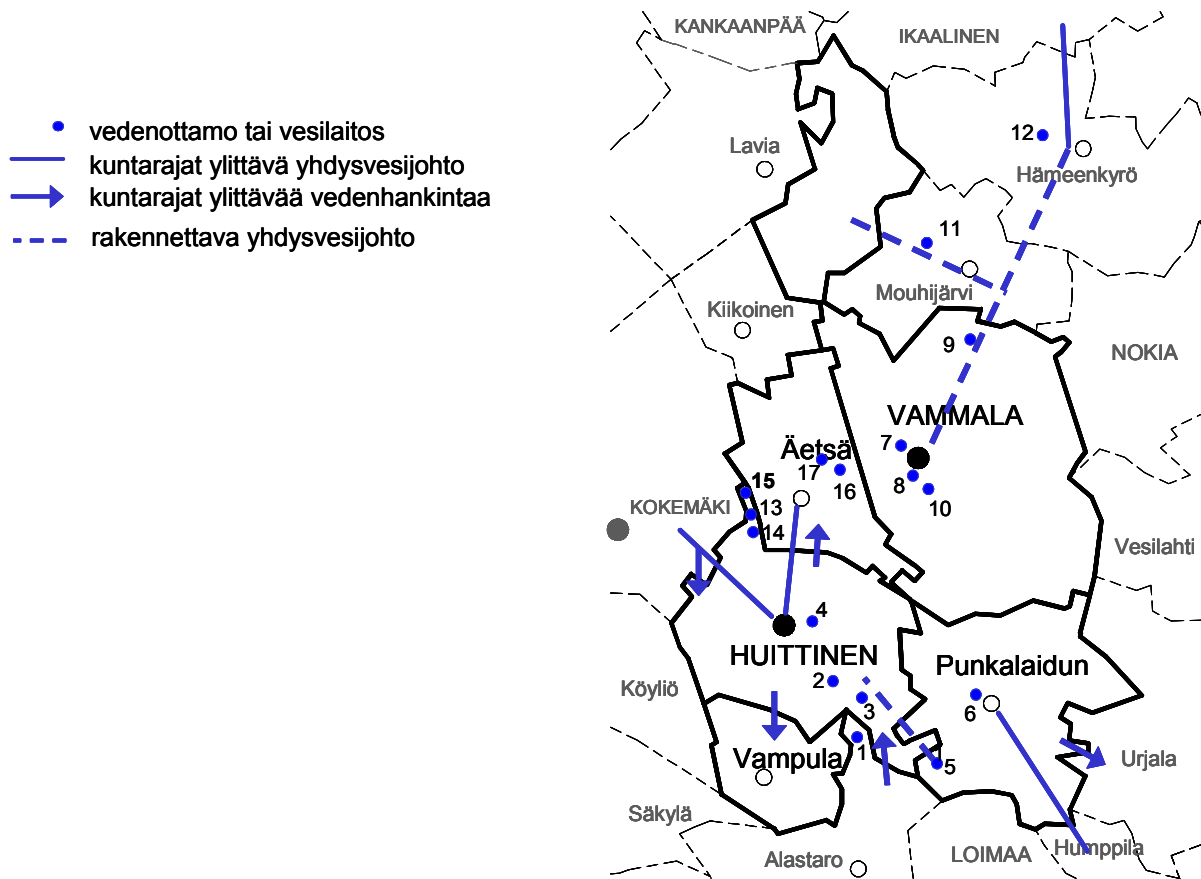 KANKAANPÄÄ
IKAALINEN
vedenottamo tai vesilaitos
kuntarajat ylittävä yhdysvesijohto
kuntarajat ylittävää vedenhankintaa
rakennettava yhdysvesijohto
12
Lavia
Hämeenkyrö
11
Mouhijärvi
Kiikoinen
9
NOKIA
VAMMALA
7
Äetsä
17
16
8
10
15
KOKEMÄKI
13
14
Vesilahti
4
HUITTINEN
Punkalaidun
2
Köyliö
3
6
1
Vampula
5
Urjala
Säkylä
Alastaro
LOIMAA
Humppila